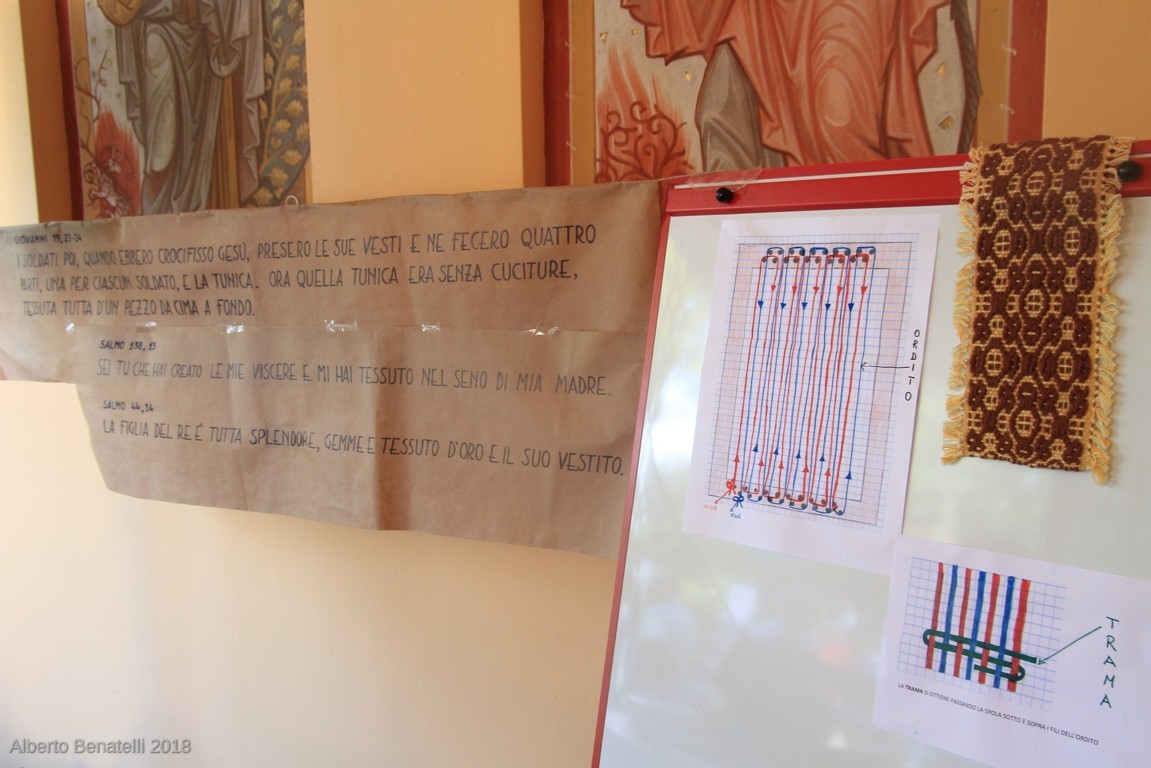 GIOVANNI 19,23-24
I SOLDATI POI, QUANDO EBBERO CROCIFISSO GESÙ, PRESERO LE SUE VESTI E NE FECERO QUATTRO
PARTI, UNA PER CIASCUN SOLDATO, E LA TUNICA. ORA QUELLA TUNICA ERA SENZA CUCITURE,
TESSUTA TUTTA D'UN PEZZO DA CIMA A FONDO.
SALMO 138,13
SEI TU CHE HAI CREATO LE MIE VISCERE E MI HAI TESSUTO NEL SENO DI MIA MADRE.
SALMO 44,14
LA FIGLIA DEL RE È TUTTA SPLENDORE, GEMME E TESSUTO D'ORO E IL SUO VESTITO.
ORDITO
TRAMA
LA TRAMA SI OTTIENE PASSANDO LA SPOLA SOTTO E SOPRA I FILI DELL'ORDITO
Alberto Benatelli 2018